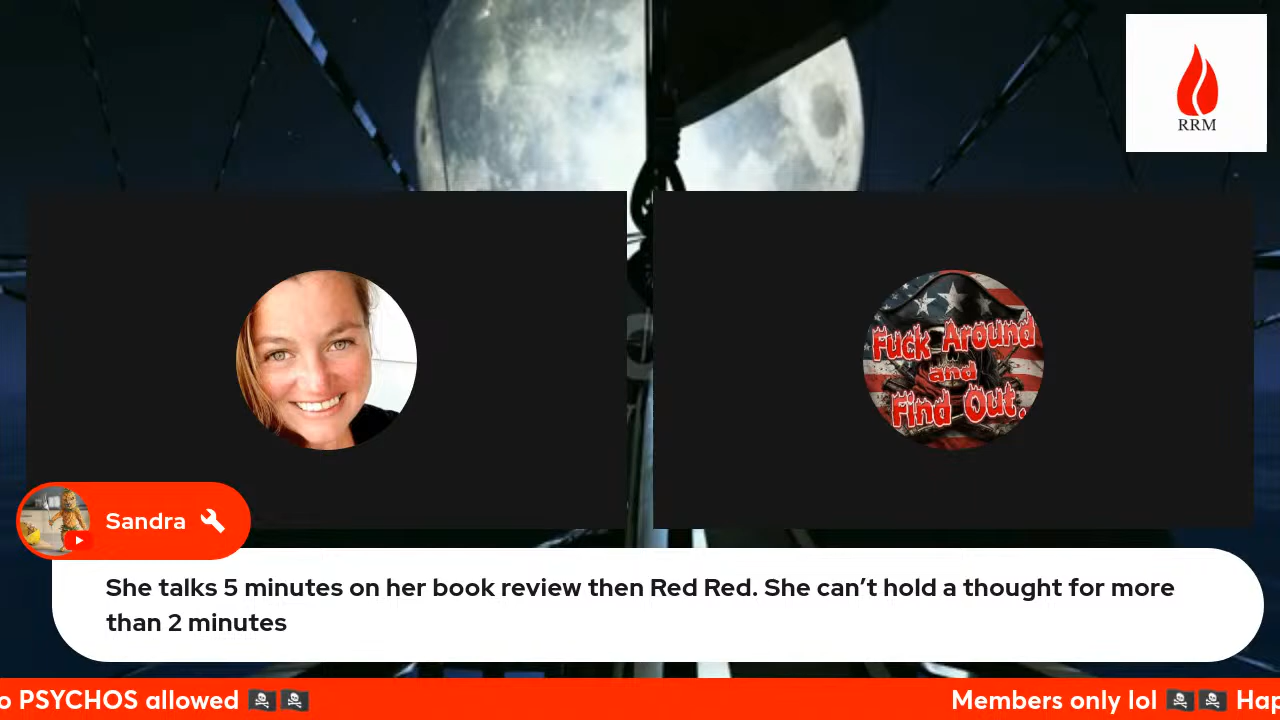 RRM
Fuck Around
and
Find Out.
Sandra
She talks 5 minutes on her book review then Red Red. She can’t hold a thought for more
than 2 minutes
o PSYCHOS allowed 🏴‍☠️🏴‍☠️ Members only lol 🏴‍☠️🏴‍☠️ Hap